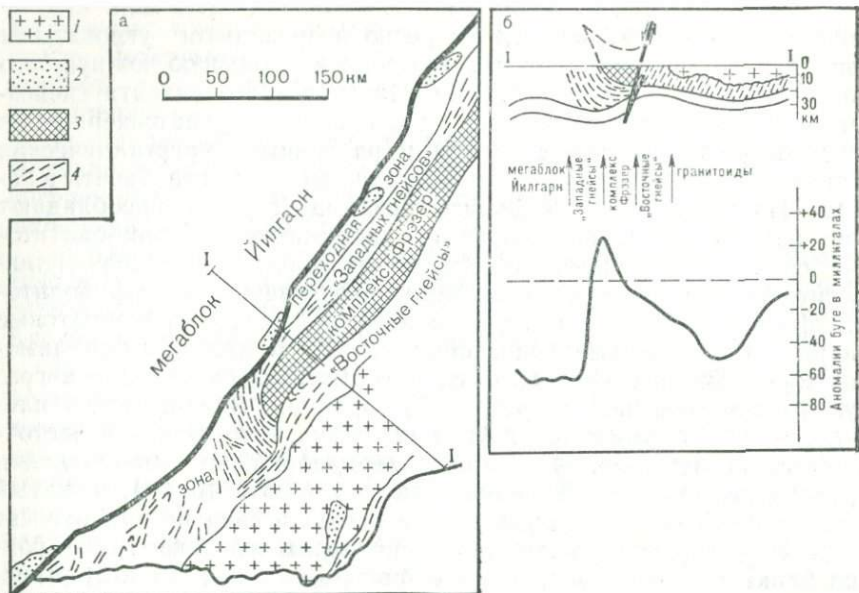 1
2
3
4
а
0 50 100 150 км
I
Мегаблок Йилгарн
переходная зона
„Западных гнейсов“
комплекс Фрэзер
„Восточные гнейсы“
зона
I
б
I
I
0
10
30
км
мегаблок
Йилгарн
„Западные
гнейсы“
комплекс
Фрэзер
„Восточные
гнейсы“
гранитоиды
+40
+20
0
-20
-40
-60
-80
Аномалии буге в миллигалах